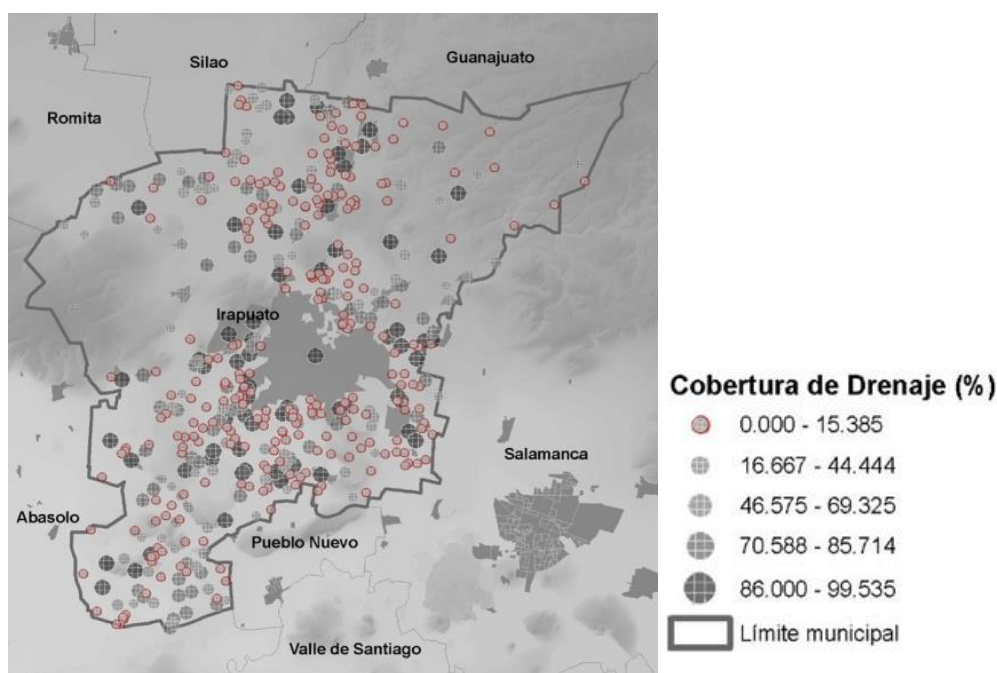 Silao
Guanajuato
Romita
Irapuato
Salamanca
Abasolo
Pueblo Nuevo
Valle de Santiago
Cobertura de Drenaje (%)
0.000 - 15.385
16.667 - 44.444
46.575 - 69.325
70.588 - 85.714
86.000 - 99.535
Límite municipal